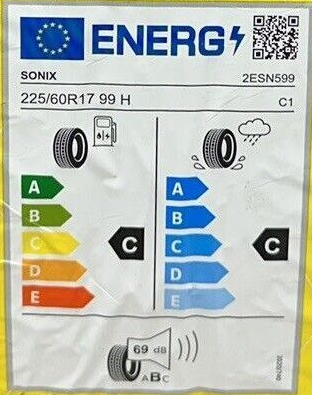 ENERG
SONIX 2ESN599
225/60R17 99 H C1
A A
B B
C C C C
D D
E E
69 dB
ABC